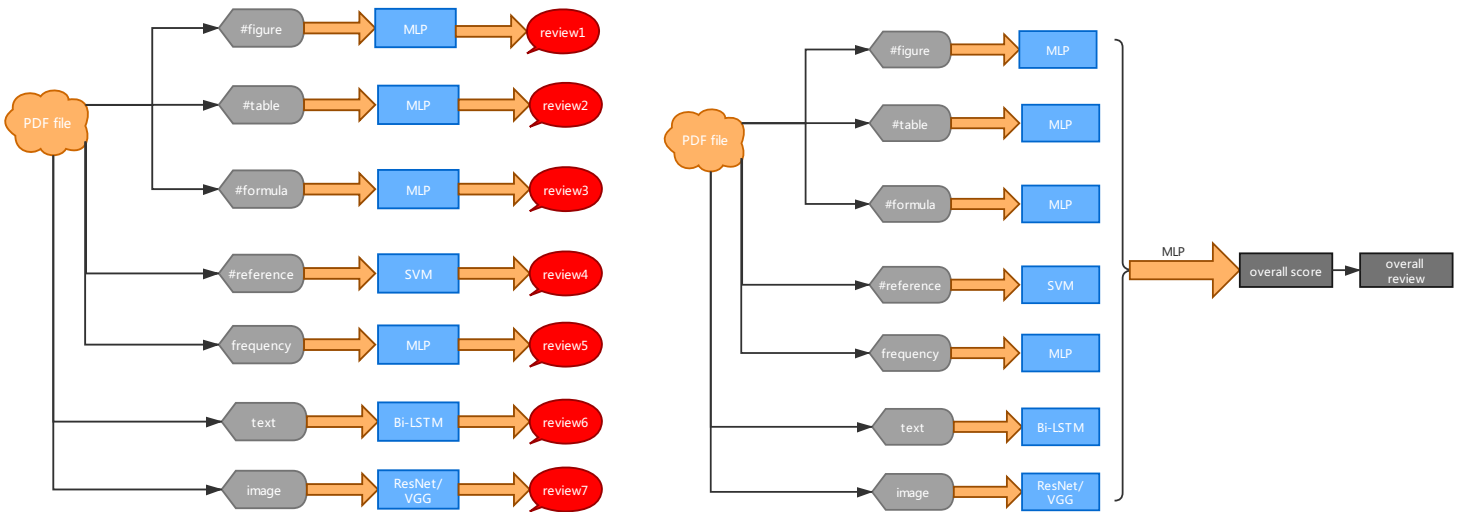 #figure
MLP
review1
#table
MLP
review2
PDF file
#formula
MLP
review3
#reference
SVM
review4
frequency
MLP
review5
text
Bi-LSTM
review6
image
ResNet/
VGG
review7
#figure
MLP
#table
MLP
PDF file
#formula
MLP
#reference
SVM
frequency
MLP
text
Bi-LSTM
image
ResNet/
VGG
MLP
overall score
overall
review